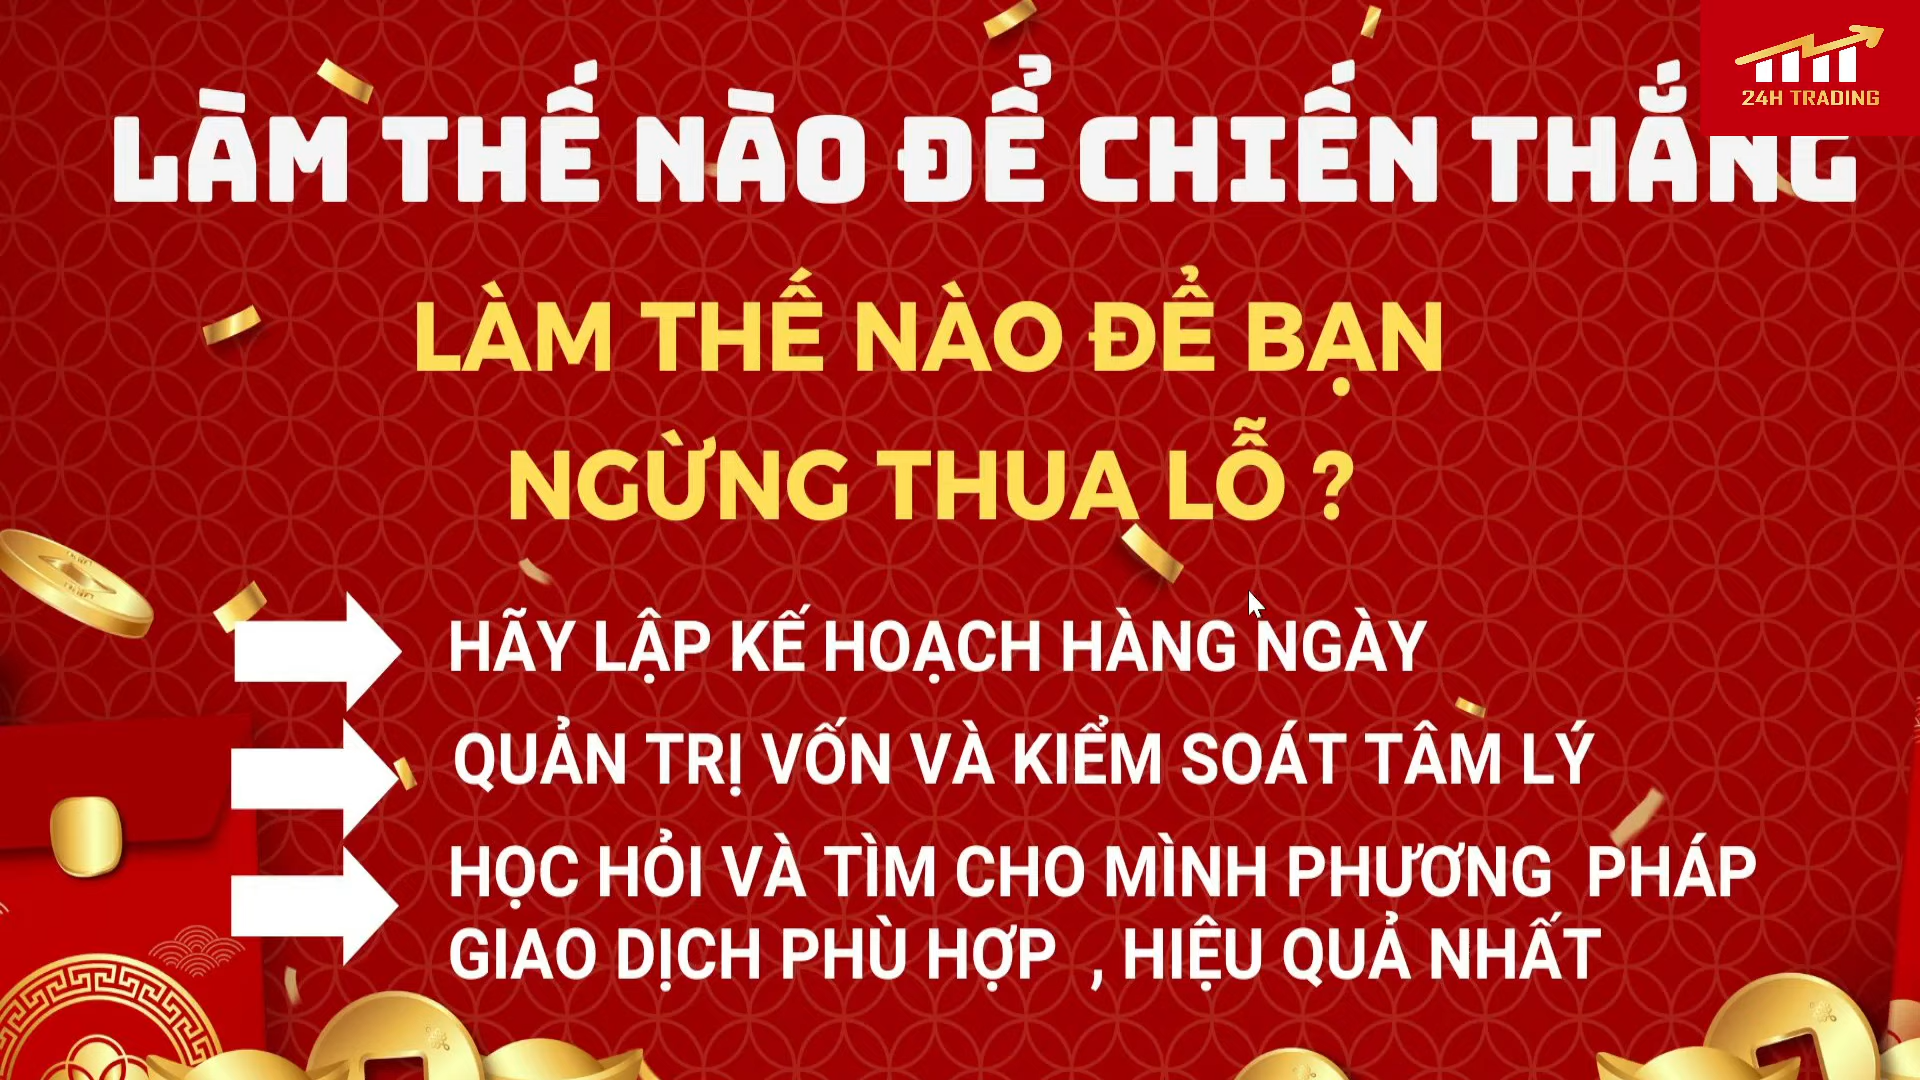 24H TRADING
LÀM THẾ NÀO ĐỂ CHIẾN THẮNG
LÀM THẾ NÀO ĐỂ BẠN
NGỪNG THUA LỖ ?
HÃY LẬP KẾ HOẠCH HÀNG NGÀY
QUẢN TRỊ VỐN VÀ KIỂM SOÁT TÂM LÝ
HỌC HỎI VÀ TÌM CHO MÌNH PHƯƠNG PHÁP
GIAO DỊCH PHÙ HỢP , HIỆU QUẢ NHẤT